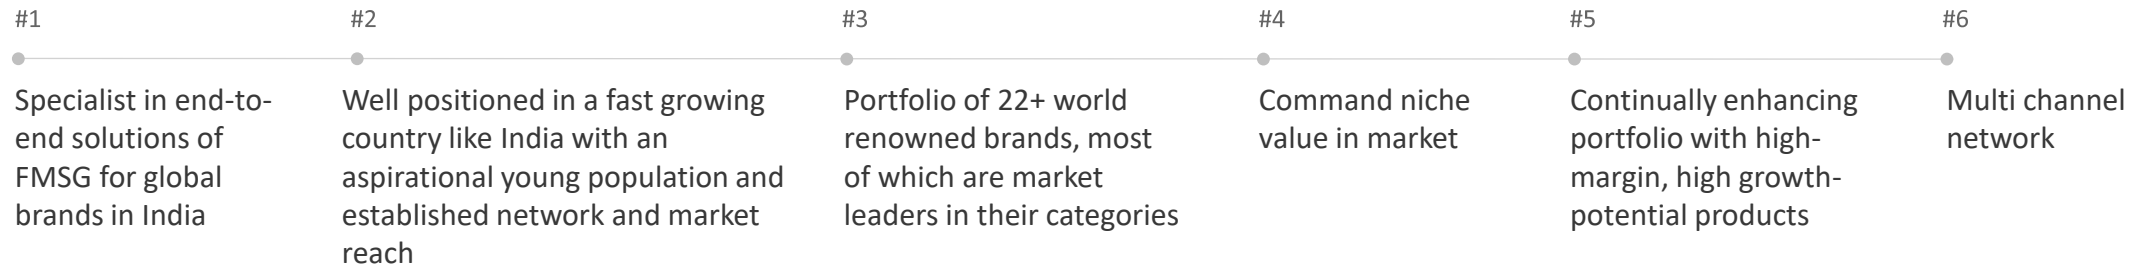 #1
Specialist in end-to-
end solutions of
FMSG for global
brands in India
#2
Well positioned in a fast growing
country like India with an
aspirational young population and
established network and market
reach
#3
Portfolio of 22+ world
renowned brands, most
of which are market
leaders in their categories
#4
Command niche
value in market
#5
Continually enhancing
portfolio with high-
margin, high growth-
potential products
#6
Multi channel
network